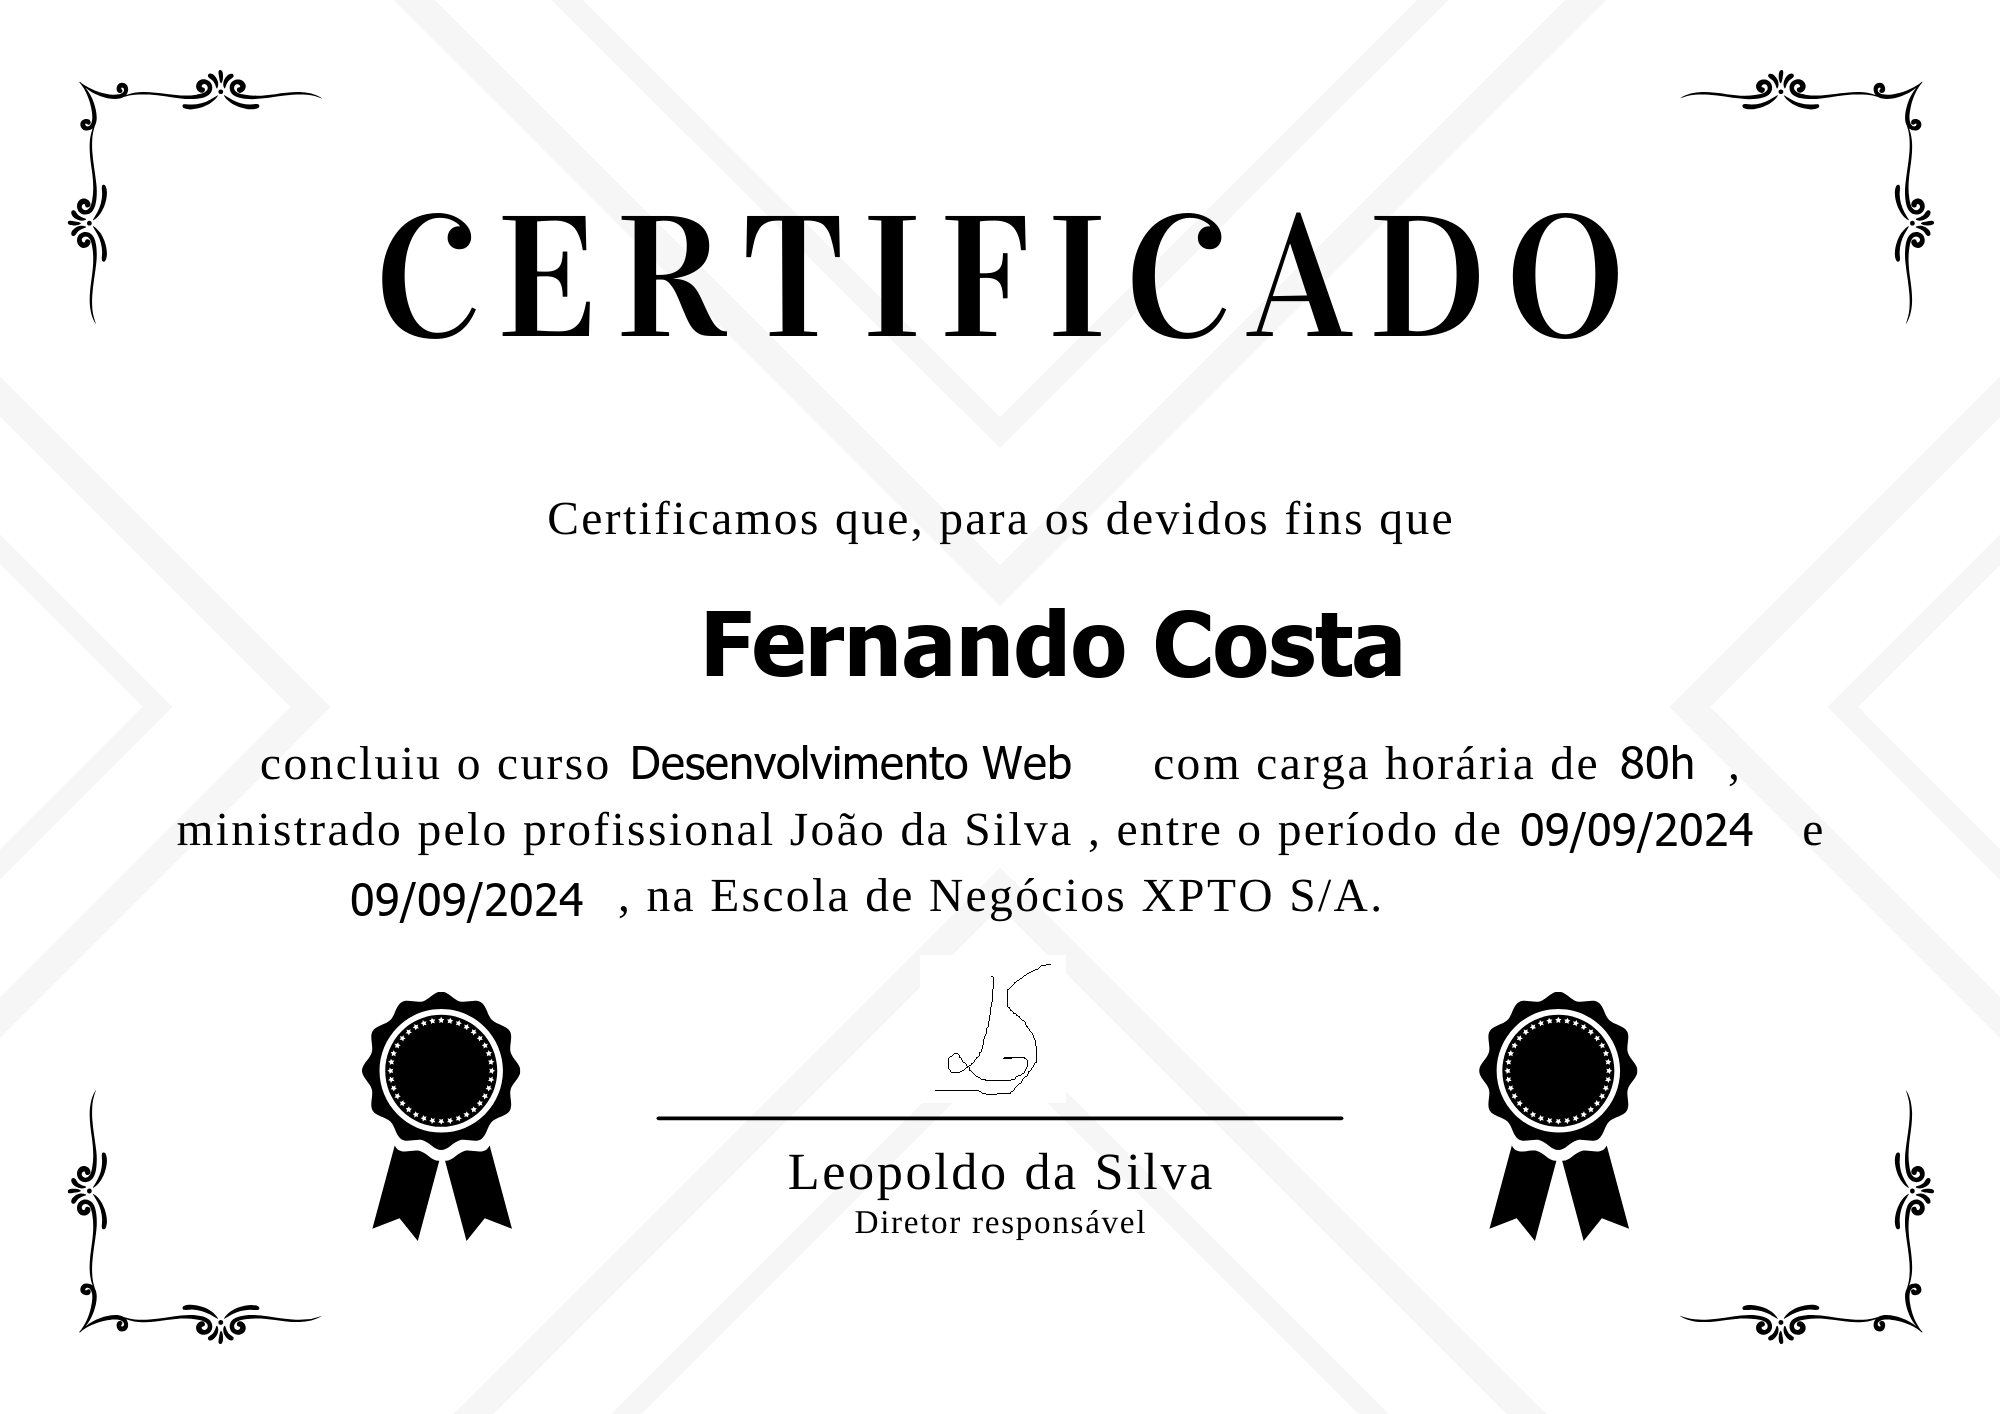 CERTIFICADO
Certificamos que, para os devidos fins que
Fernando Costa
concluiu o curso Desenvolvimento Web com carga horária de 80h ,
ministrado pelo profissional João da Silva , entre o período de 09/09/2024 e
09/09/2024 , na Escola de Negócios XPTO S/A.
Leopoldo da Silva
Diretor responsável